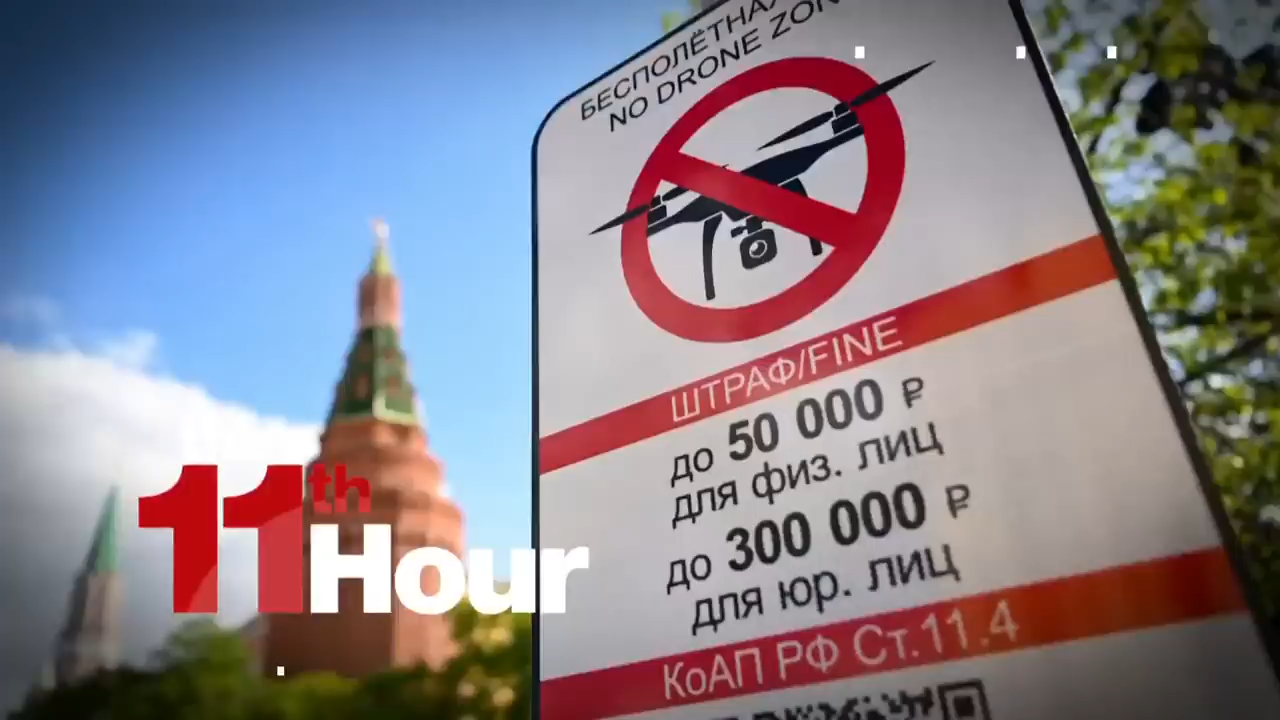 БЕСПОЛЁТНАЯ
NO DRONE ZON
ШТРАФ/FINE
до 50 000 ₽
для физ. лиц
до 300 000 ₽
для юр. лиц
КоАП РФ Ст.11.4
11th
Hour